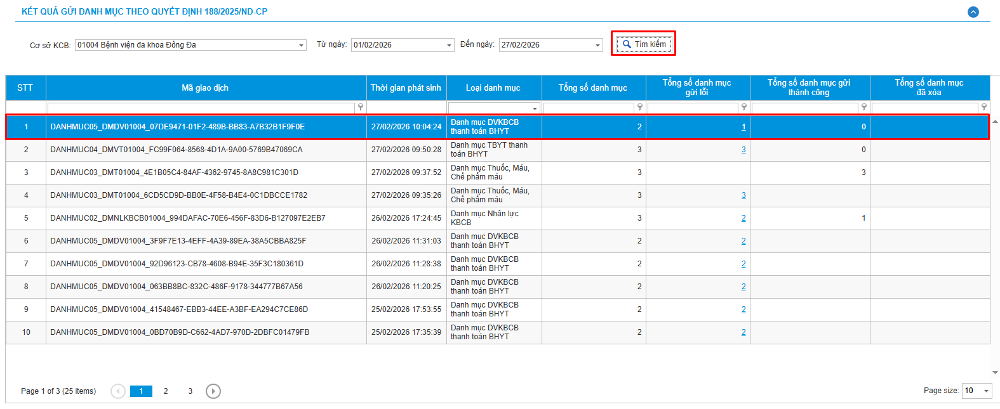 KẾT QUẢ GỬI DANH MỤC THEO QUYẾT ĐỊNH 188/2025/ND-CP
Cơ sở KCB: 01004 Bệnh viện đa khoa Đống Đa Từ ngày: 01/02/2026 Đến ngày: 27/02/2026 Tìm kiếm
STT Mã giao dịch Thời gian phát sinh Loại danh mục Tổng số danh mục Tổng số danh mục gửi lỗi Tổng số danh mục gửi thành công Tổng số danh mục đã xóa
1 DANHMUC05_DMDV01004_07DE9471-01F2-489B-BB83-A7B32B1F9F0E 27/02/2026 10:04:24 Danh mục DVKBCB thanh toán BHYT 2 1 0
2 DANHMUC04_DMVT01004_FC99F064-8568-4D1A-9A00-5769B47069CA 27/02/2026 09:50:28 Danh mục TBYT thanh toán BHYT 3 3 0
3 DANHMUC03_DMT01004_4E1B05C4-84AF-4362-9745-8A8C981C301D 27/02/2026 09:37:52 Danh mục Thuốc, Máu, Chế phẩm máu 3 3
4 DANHMUC03_DMT01004_6CD5CD9D-BB0E-4F58-B4E4-0C1DBCCE1782 27/02/2026 09:35:26 Danh mục Thuốc, Máu, Chế phẩm máu 3 3
5 DANHMUC02_DMNLKBCB01004_994DAFAC-70E6-456F-83D6-B127097E2EB7 26/02/2026 17:24:45 Danh mục Nhân lực KBCB 3 2 1
6 DANHMUC05_DMDV01004_3F9F7E13-4EFF-4A39-89EA-38A5CBBA825F 26/02/2026 11:31:03 Danh mục DVKBCB thanh toán BHYT 2 2
7 DANHMUC05_DMDV01004_92D96123-CB78-4608-B94E-35F3C180361D 26/02/2026 11:28:38 Danh mục DVKBCB thanh toán BHYT 2 2
8 DANHMUC05_DMDV01004_063BB8BC-832C-486F-9178-344777B67A56 26/02/2026 11:20:25 Danh mục DVKBCB thanh toán BHYT 2 2
9 DANHMUC05_DMDV01004_41548467-EBB3-44EE-A3BF-EA294C7CE86D 25/02/2026 17:53:55 Danh mục DVKBCB thanh toán BHYT 2 2
10 DANHMUC05_DMDV01004_0BD70B9D-C662-4AD7-970D-2DBFC01479FB 25/02/2026 17:35:39 Danh mục DVKBCB thanh toán BHYT 2 2
Page 1 of 3 (25 items) 1 2 3 Page size: 10